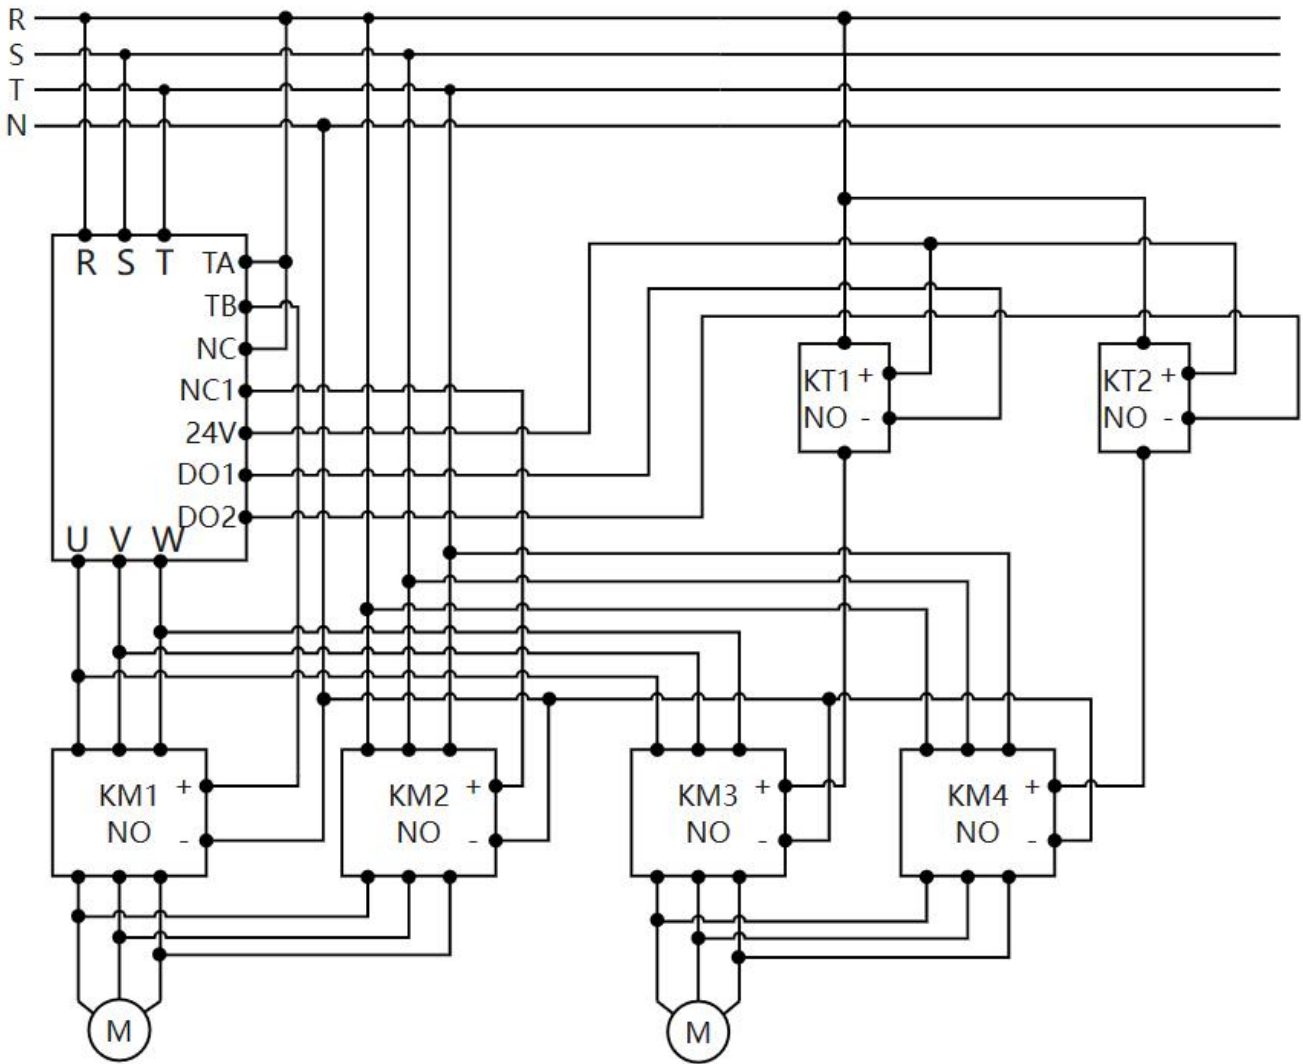 R
S
T
N
R S T TA
TB
NC
NC1
24V
DO1
DO2
U V W
KT1 +
NO -
KT2 +
NO -
KM1 +
NO -
KM2 +
NO -
KM3 +
NO -
KM4 +
NO -
M
M